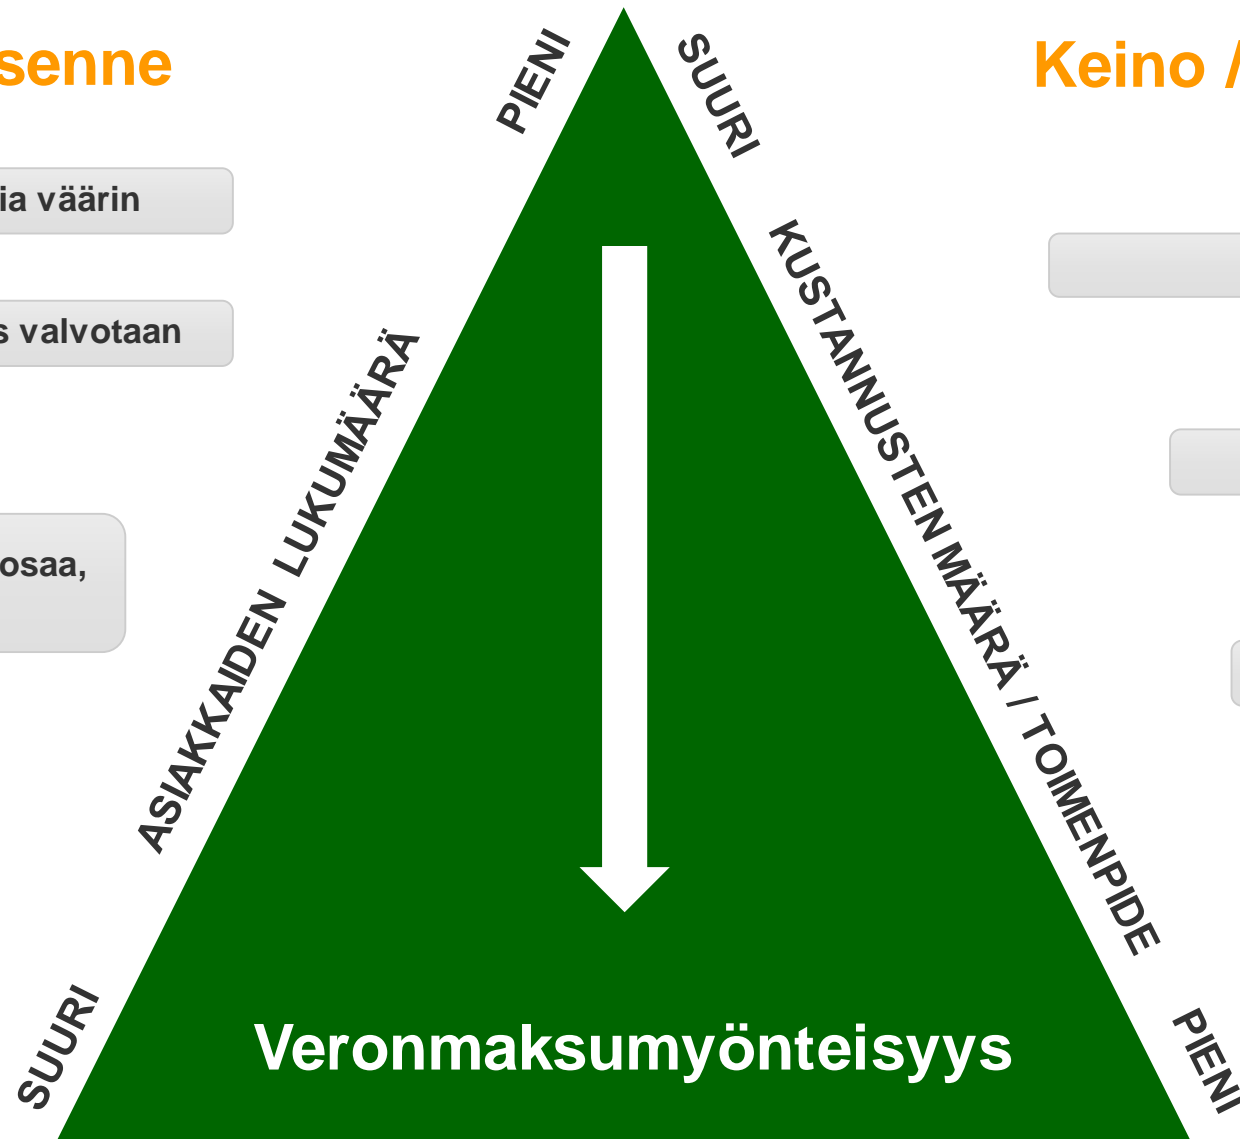 senne
Keino /
PIENI
SUURI
ia väärin
s valvotaan
ASIAKKAIDEN LUKUMÄÄRÄ
KUSTANNUSTEN MÄÄRÄ / TOIMENPIDE
osaa,
SUURI
PIENI
Veronmaksumyönteisyys